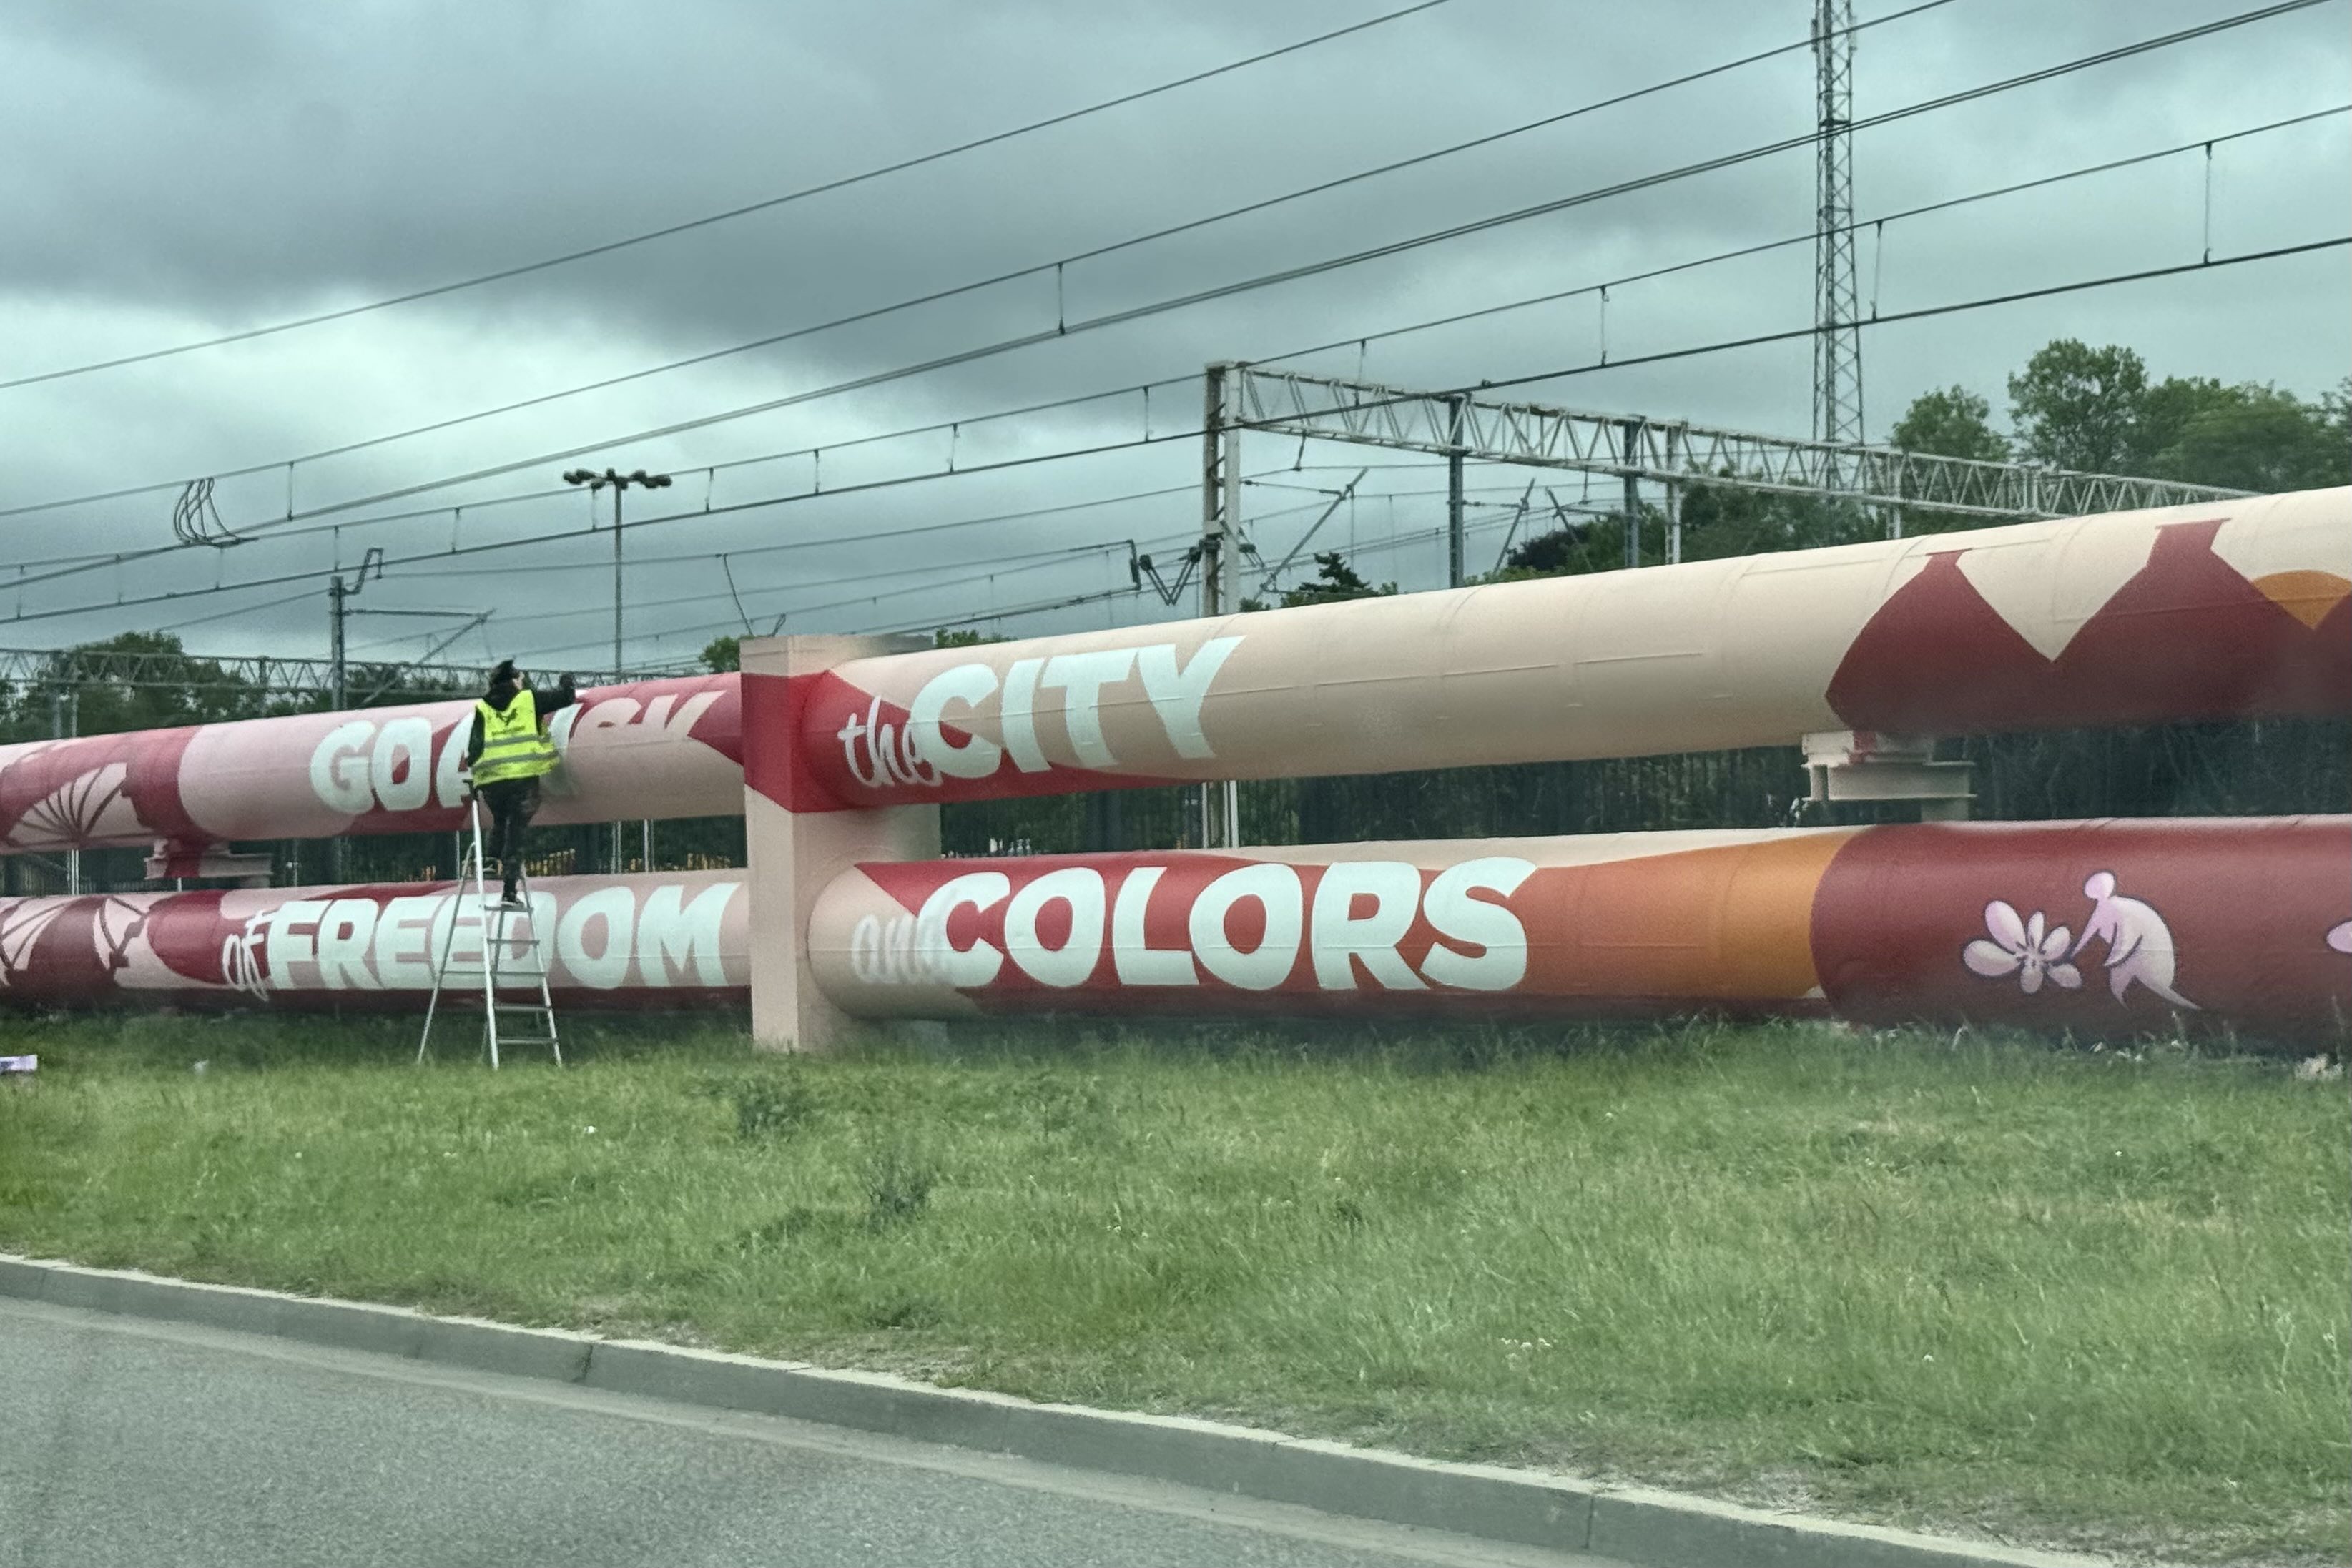 the CITY
of FREEDOM
and COLORS